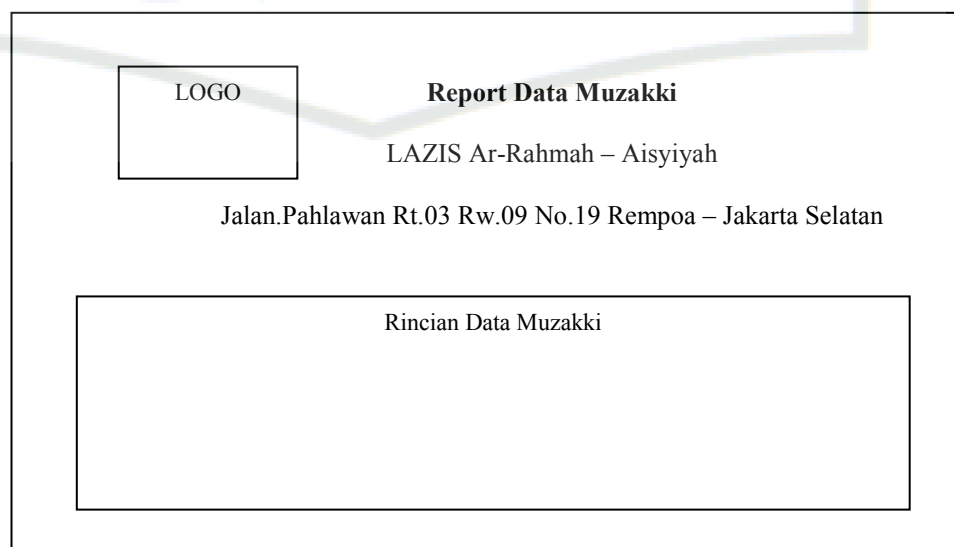 LOGO
Report Data Muzakki
LAZIS Ar-Rahmah – Aisyiyah
Jalan.Pahlawan Rt.03 Rw.09 No.19 Rempoa – Jakarta Selatan
Rincian Data Muzakki